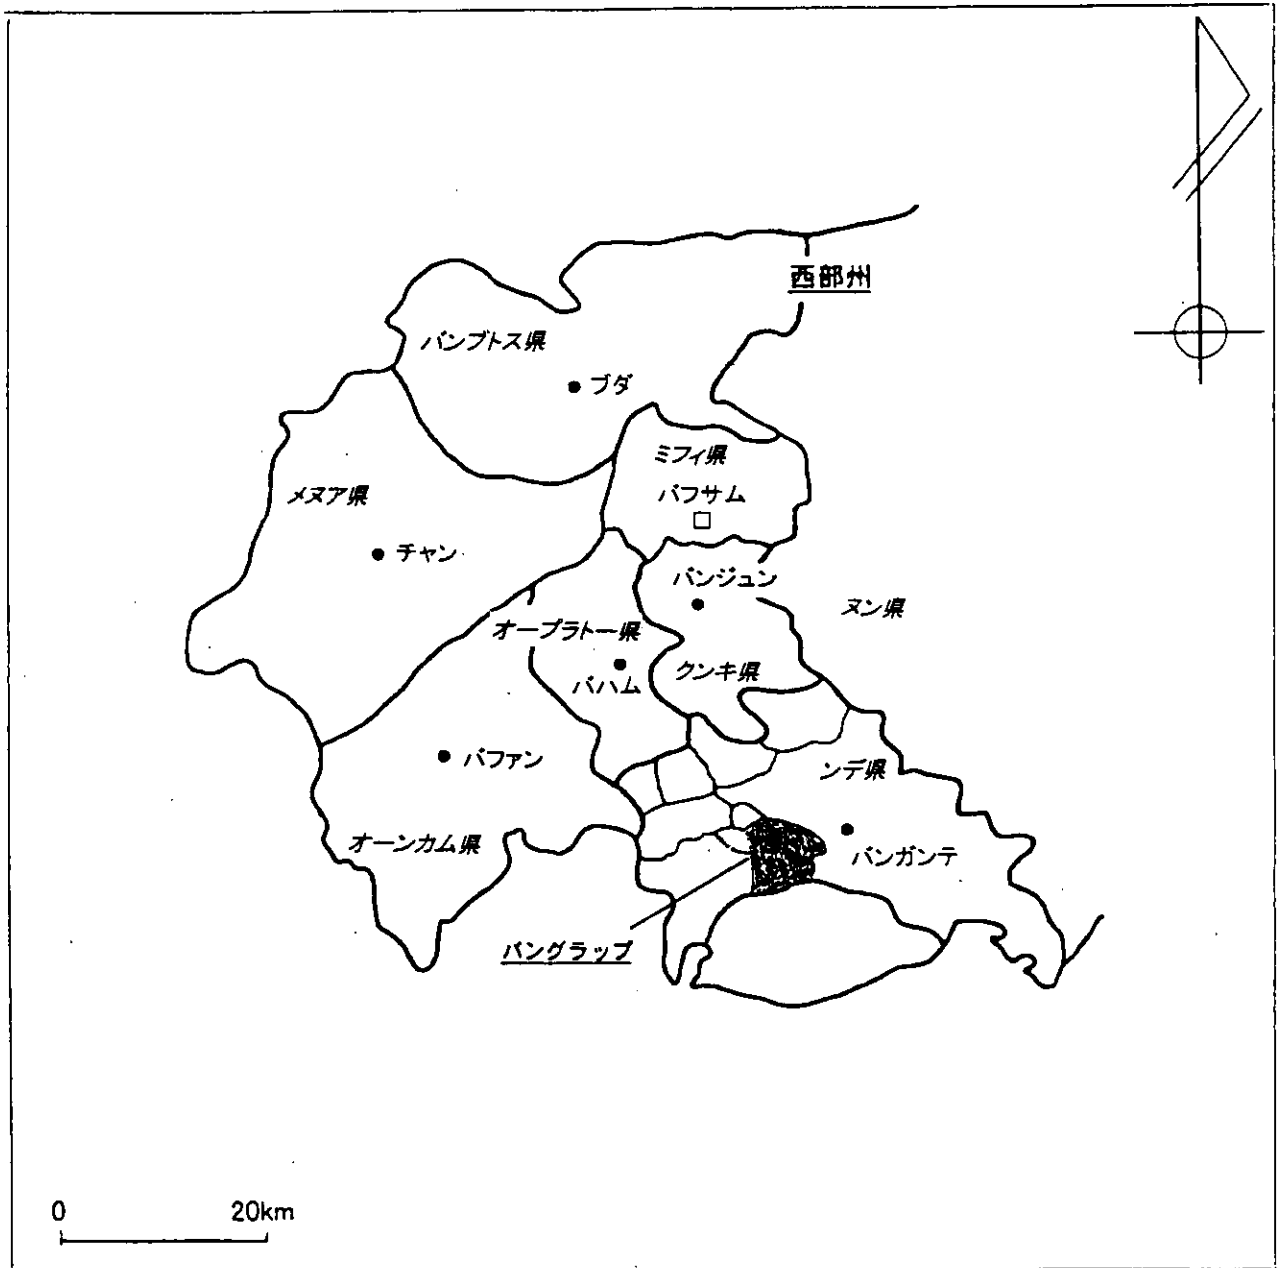 西部州
バンブトス県
ブダ
ミフィ県
バフサム
メヌア県
チャン
バンジュン
ヌン県
オープラトー県
バハム
クンキ県
バファン
ンデ県
オーンカム県
バンガンテ
バングラップ
0 20km